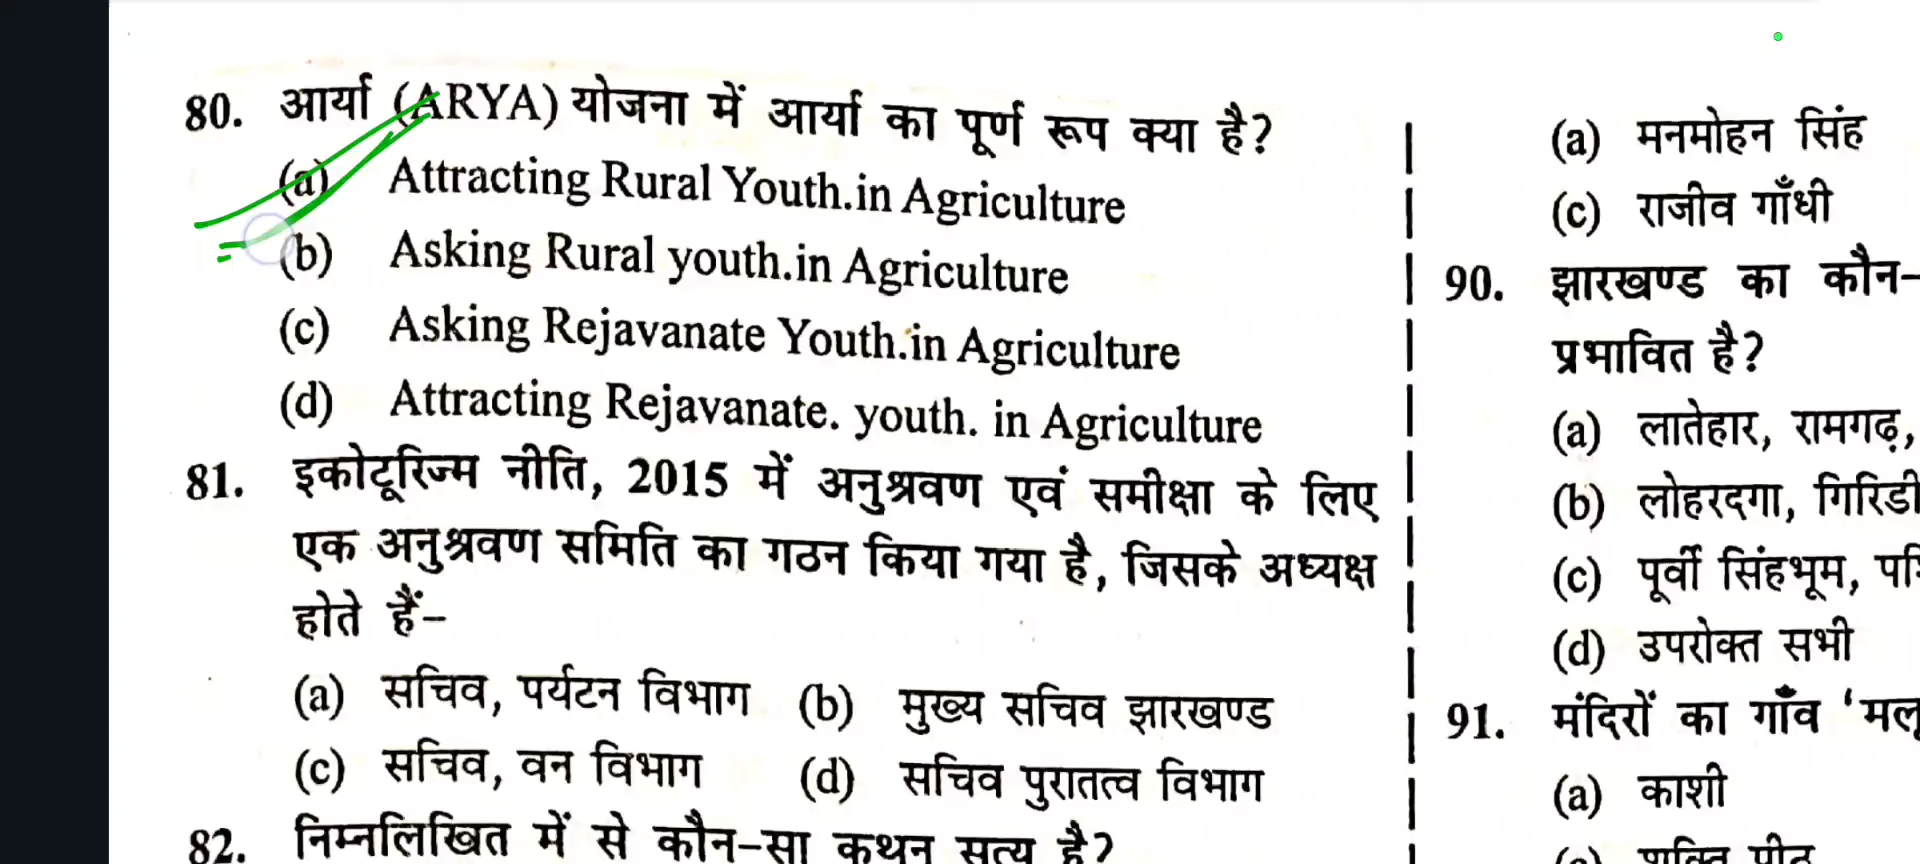 80. आर्या (ARYA) योजना में आर्या का पूर्ण रूप क्या है?
(a) Attracting Rural Youth.in Agriculture
(b) Asking Rural youth.in Agriculture
(c) Asking Rejavanate Youth.in Agriculture
(d) Attracting Rejavanate. youth. in Agriculture
81. इकोटूरिज्म नीति, 2015 में अनुश्रवण एवं समीक्षा के लिए
एक अनुश्रवण समिति का गठन किया गया है, जिसके अध्यक्ष
होते हैं-
(a) सचिव, पर्यटन विभाग (b) मुख्य सचिव झारखण्ड
(c) सचिव, वन विभाग (d) सचिव पुरातत्व विभाग
82. निम्नलिखित में से कौन-सा कथन सत्य है?
(a) मनमोहन सिंह
(c) राजीव गाँधी
90. झारखण्ड का कौन-
प्रभावित है?
(a) लातेहार, रामगढ़,
(b) लोहरदगा, गिरिडी
(c) पूर्वी सिंहभूम,
(d) उपरोक्त सभी
91. मंदिरों का गाँव 'मलू
(a) काशी